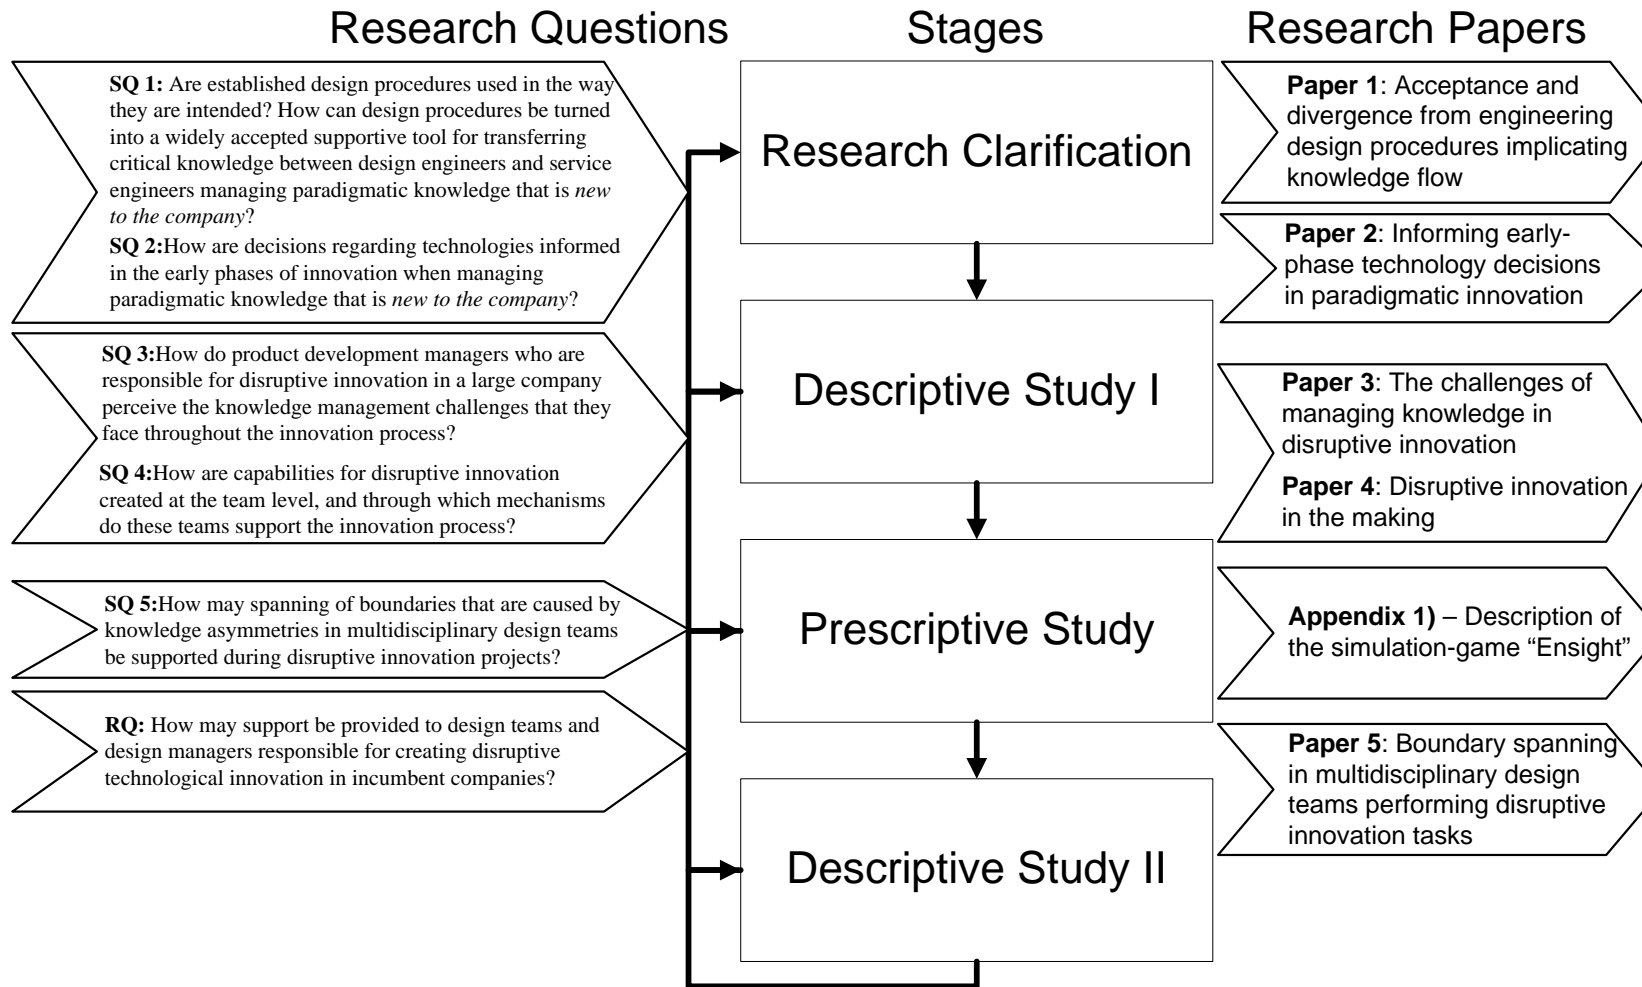 Research Questions
Stages
Research Papers
SQ 1: Are established design procedures used in the way
they are intended? How can design procedures be turned
into a widely accepted supportive tool for transferring
critical knowledge between design engineers and service
engineers managing paradigmatic knowledge that is new
to the company?
SQ 2:How are decisions regarding technologies informed
in the early phases of innovation when managing
paradigmatic knowledge that is new to the company?
SQ 3:How do product development managers who are
responsible for disruptive innovation in a large company
perceive the knowledge management challenges that they
face throughout the innovation process?
SQ 4:How are capabilities for disruptive innovation
created at the team level, and through which mechanisms
do these teams support the innovation process?
SQ 5:How may spanning of boundaries that are caused by
knowledge asymmetries in multidisciplinary design teams
be supported during disruptive innovation projects?
RQ: How may support be provided to design teams and
design managers responsible for creating disruptive
technological innovation in incumbent companies?
Research Clarification
Descriptive Study I
Prescriptive Study
Descriptive Study II
Paper 1: Acceptance and
divergence from engineering
design procedures implicating
knowledge flow
Paper 2: Informing early-
phase technology decisions
in paradigmatic innovation
Paper 3: The challenges of
managing knowledge in
disruptive innovation
Paper 4: Disruptive innovation
in the making
Appendix 1) – Description of
the simulation-game “Ensight”
Paper 5: Boundary spanning
in multidisciplinary design
teams performing disruptive
innovation tasks